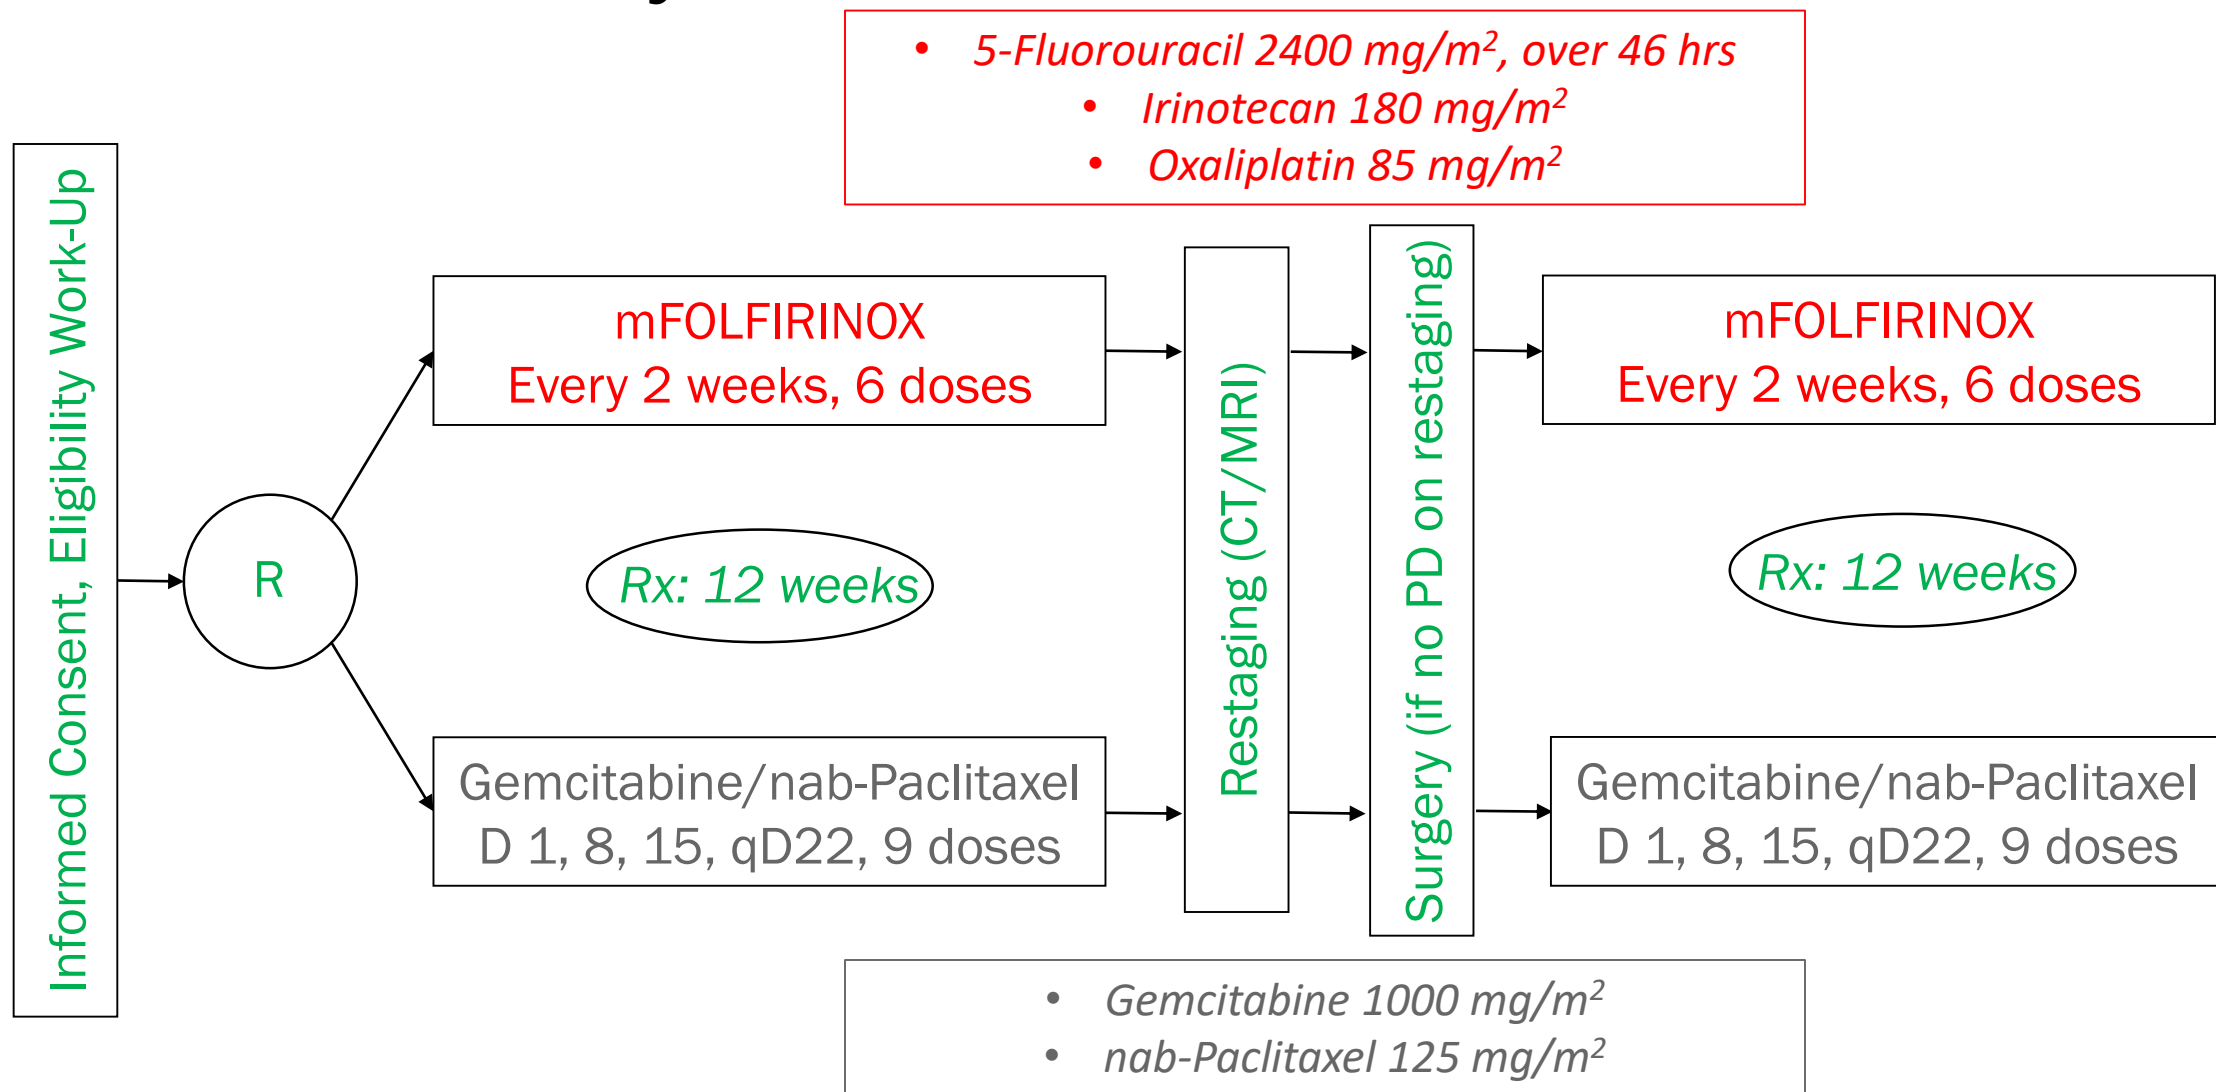 • 5-Fluorouracil 2400 mg/m², over 46 hrs
• Irinotecan 180 mg/m²
• Oxaliplatin 85 mg/m²
Informed Consent, Eligibility Work-Up
R
mFOLFIRINOX
Every 2 weeks, 6 doses
Rx: 12 weeks
Gemcitabine/nab-Paclitaxel
D 1, 8, 15, qD22, 9 doses
Restaging (CT/MRI)
Surgery (if no PD on restaging)
mFOLFIRINOX
Every 2 weeks, 6 doses
Rx: 12 weeks
Gemcitabine/nab-Paclitaxel
D 1, 8, 15, qD22, 9 doses
• Gemcitabine 1000 mg/m²
• nab-Paclitaxel 125 mg/m²